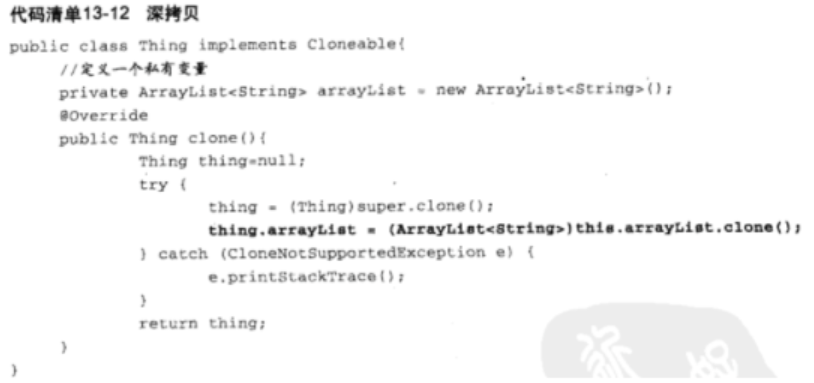 代码清单13-12 深拷贝
public class Thing implements Cloneable{
//定义一个私有变量
private ArrayList<String> arrayList = new ArrayList<String>();
@Override
public Thing clone(){
Thing thing=null;
try {
thing = (Thing)super.clone();
thing.arrayList = (ArrayList<String>)this.arrayList.clone();
} catch (CloneNotSupportedException e) {
e.printStackTrace();
}
return thing;
}
}